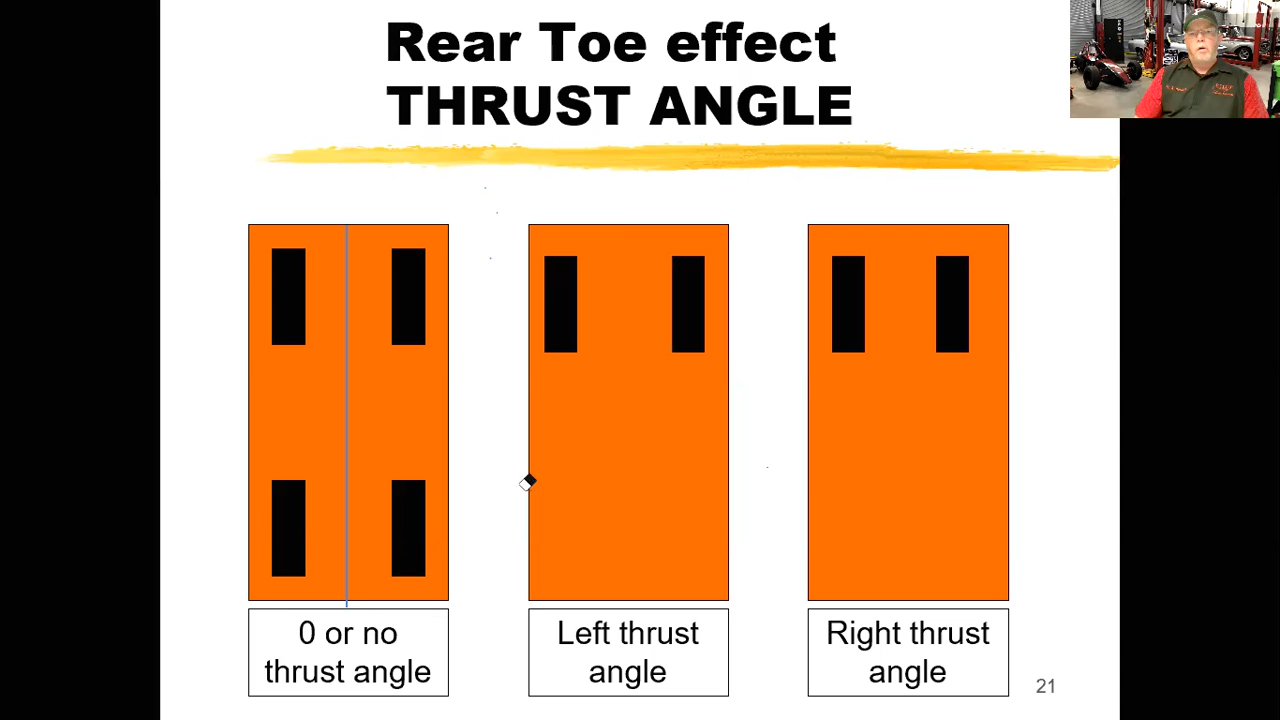 Rear Toe effect
THRUST ANGLE
0 or no
thrust angle
Left thrust
angle
Right thrust
angle
21